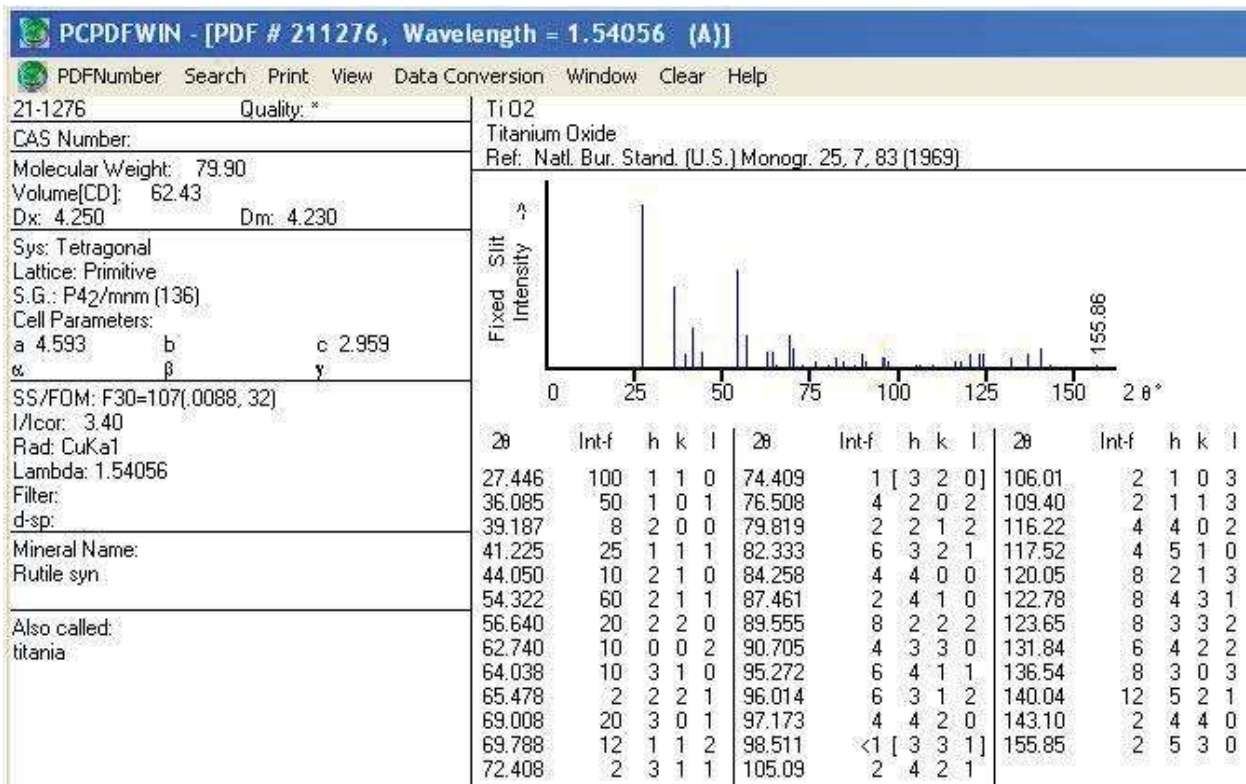 PCPDFWIN - [PDF # 211276, Wavelength = 1.54056 (A)]
PDFNumber Search Print View Data Conversion Window Clear Help
21-1276 Quality: *
CAS Number:
Molecular Weight: 79.90
Volume[CD]: 62.43
Dx: 4.250 Dm: 4.230
Sys: Tetragonal
Lattice: Primitive
S.G.: P42/mnm (136)
Cell Parameters:
a 4.593 b c 2.959
α β γ
SS/FOM: F30=107(.0088, 32)
I/Icor: 3.40
Rad: CuKa1
Lambda: 1.54056
Filter:
d-sp:
Mineral Name:
Rutile syn
Also called:
titania
Ti O2
Titanium Oxide
Ref: Natl. Bur. Stand. (U.S.) Monogr. 25, 7, 83 (1969)
Fixed Slit
Intensity ->
155.86
0 25 50 75 100 125 150 2 θ°
2θ Int-f h k l 2θ Int-f h k l 2θ Int-f h k l
27.446 100 1 1 0 74.409 1 [ 3 2 0] 106.01 2 1 0 3
36.085 50 1 0 1 76.508 4 2 0 2 109.40 2 1 1 3
39.187 8 2 0 0 79.819 2 2 1 2 116.22 4 4 0 2
41.225 25 1 1 1 82.333 6 3 2 1 117.52 4 5 1 0
44.050 10 2 1 0 84.258 4 4 0 0 120.05 8 2 1 3
54.322 60 2 1 1 87.461 2 4 1 0 122.78 8 4 3 1
56.640 20 2 2 0 89.555 8 2 2 2 123.65 8 3 3 2
62.740 10 0 0 2 90.705 4 3 3 0 131.84 6 4 2 2
64.038 10 3 1 0 95.272 6 4 1 1 136.54 8 3 0 3
65.478 2 2 2 1 96.014 6 3 1 2 140.04 12 5 2 1
69.008 20 3 0 1 97.173 4 4 2 0 143.10 2 4 4 0
69.788 12 1 1 2 98.511 <1 [ 3 3 1] 155.85 2 5 3 0
72.408 2 3 1 1 105.09 2 4 2 1